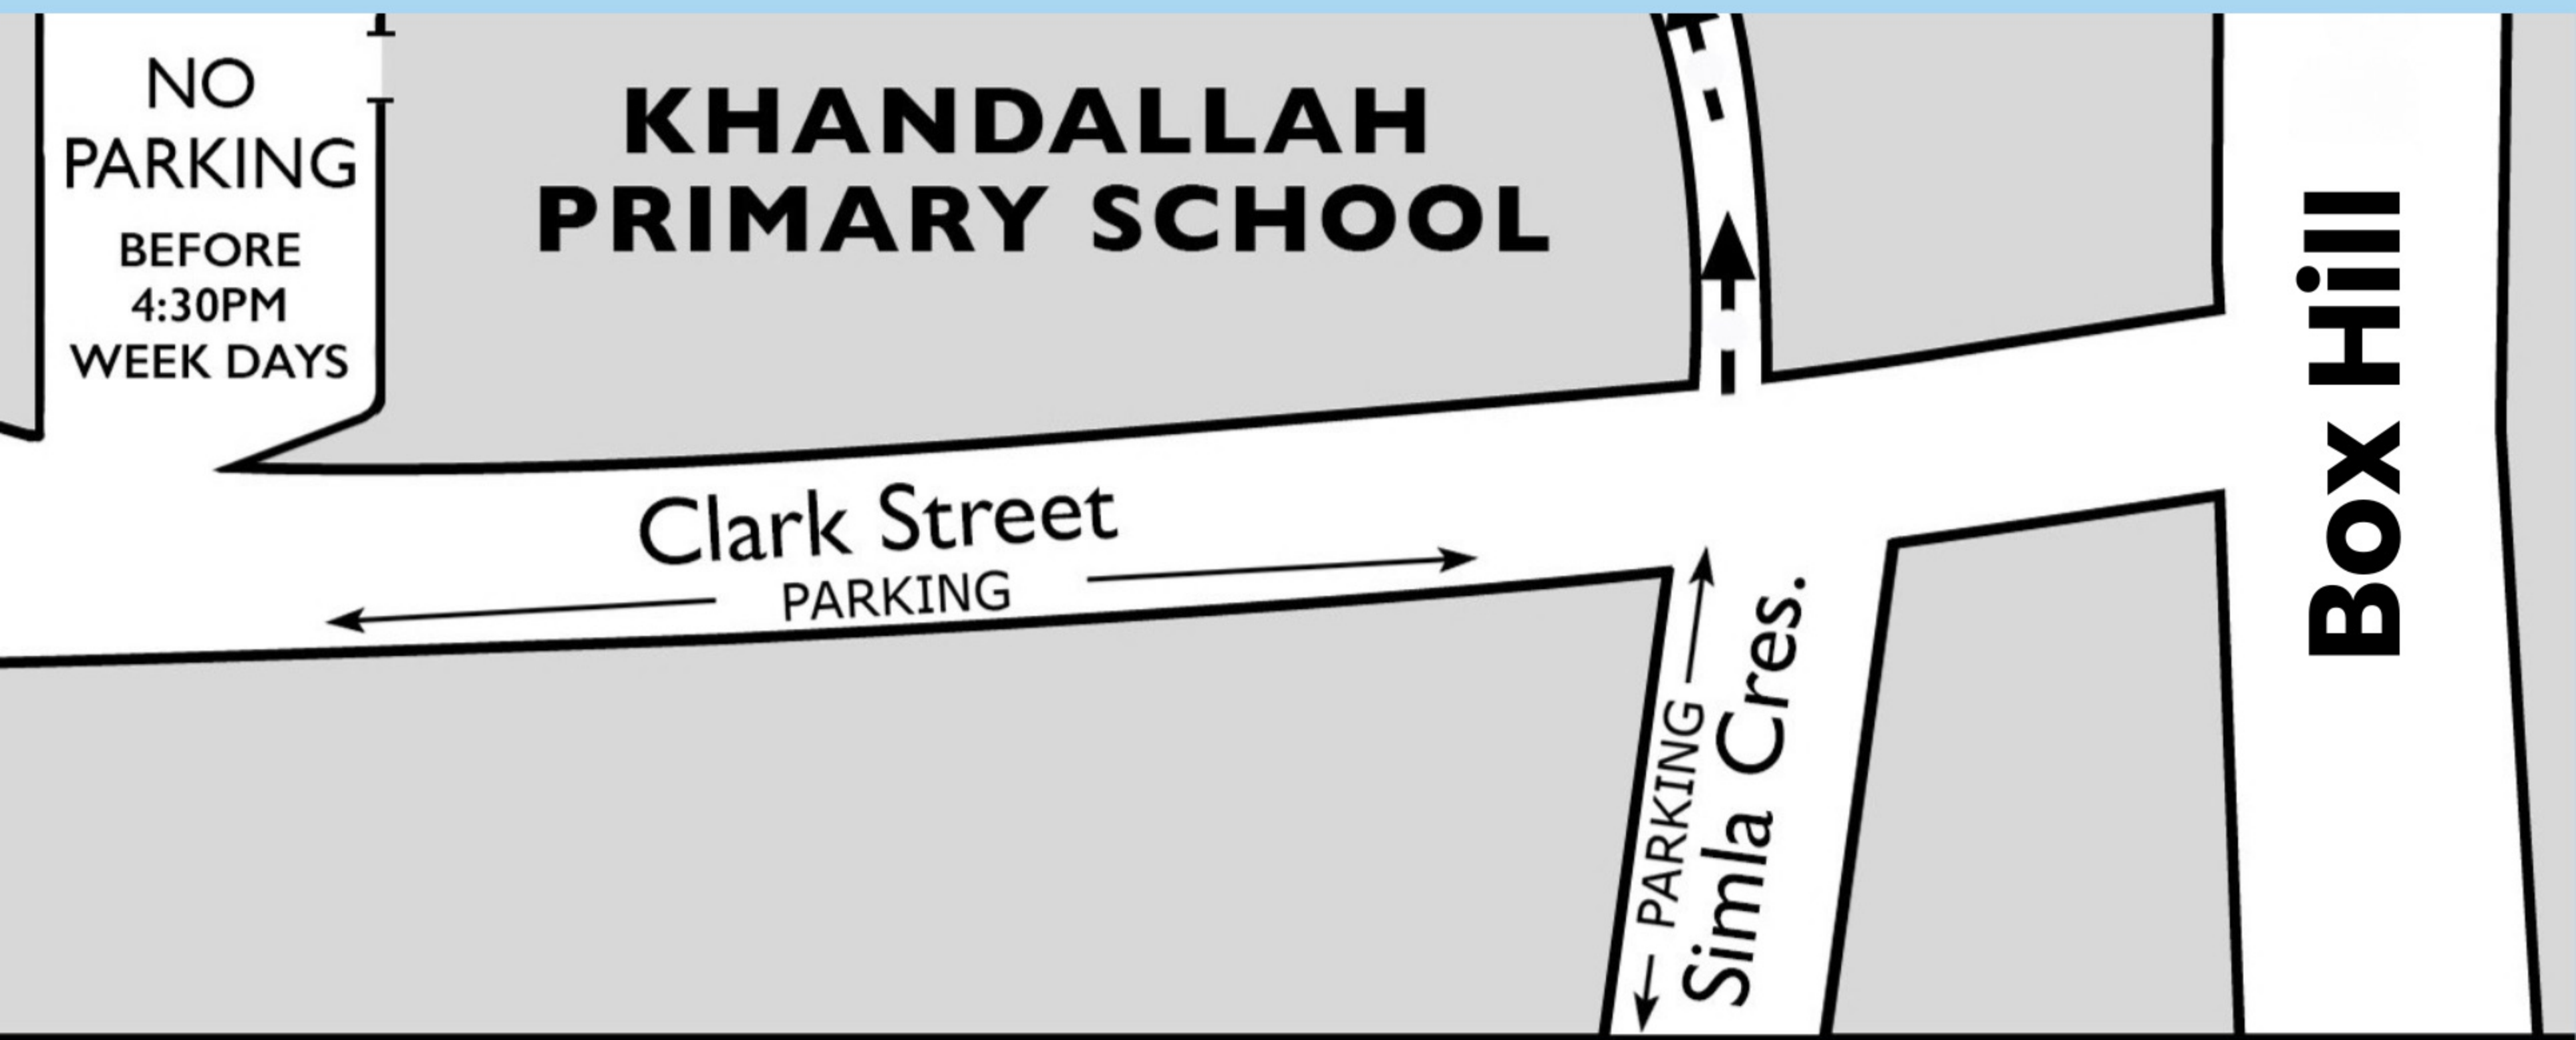 NO
PARKING
BEFORE
4:30PM
WEEK DAYS
KHANDALLAH
PRIMARY SCHOOL
Clark Street
PARKING
PARKING
Simla Cres.
Box Hill